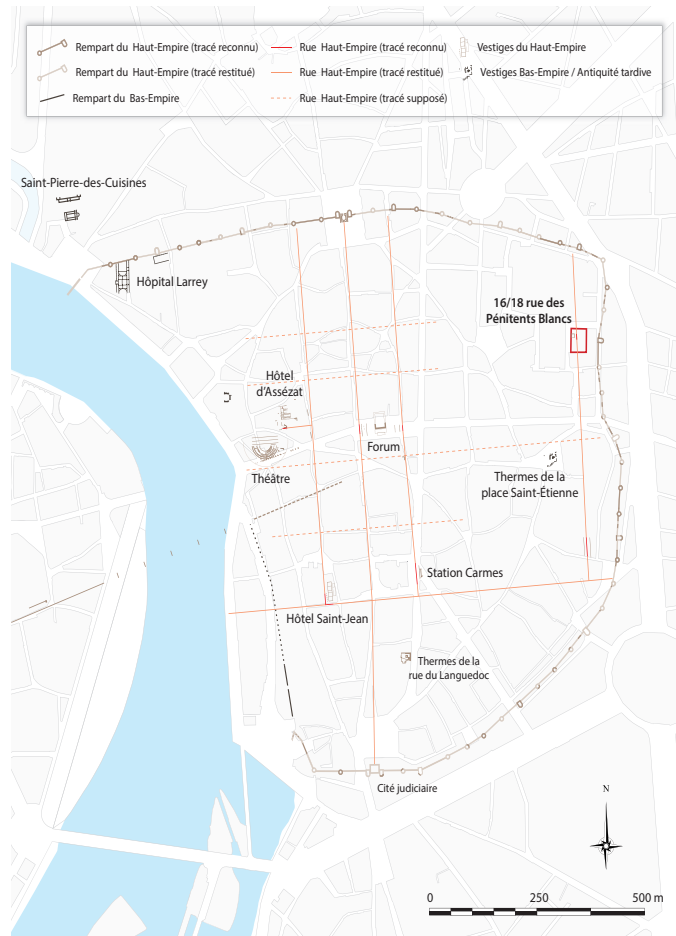 Rempart du Haut-Empire (tracé reconnu)
Rue Haut-Empire (tracé reconnu)
Vestiges du Haut-Empire
Rempart du Haut-Empire (tracé restitué)
Rue Haut-Empire (tracé restitué)
Vestiges Bas-Empire / Antiquité tardive
Rempart du Bas-Empire
Rue Haut-Empire (tracé supposé)
Saint-Pierre-des-Cuisines
Hôpital Larrey
16/18 rue des
Pénitents Blancs
Hôtel
d'Assézat
Forum
Théâtre
Thermes de la
place Saint-Étienne
Station Carmes
Hôtel Saint-Jean
Thermes de la
rue du Languedoc
Cité judiciaire
N
0 250 500 m